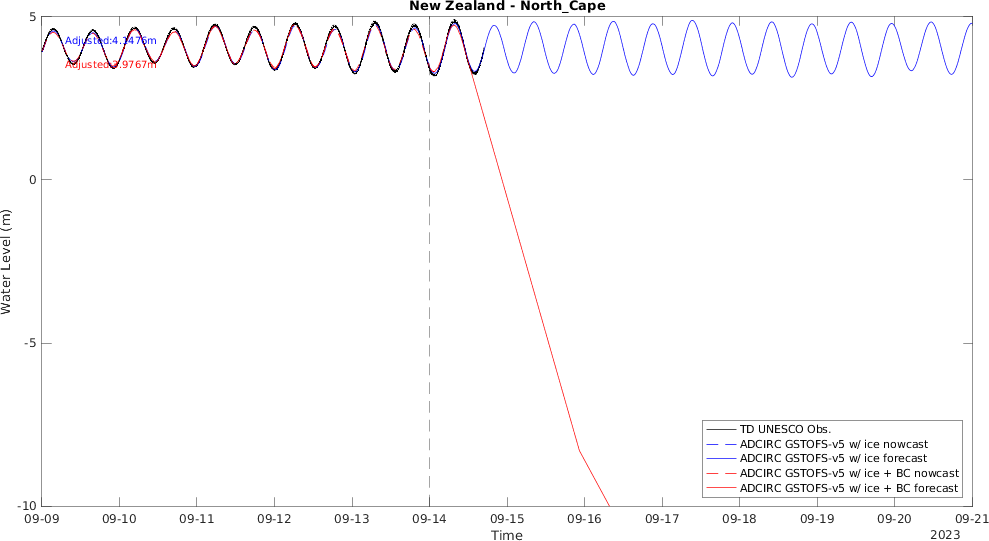 New Zealand - North_Cape
Adjusted:4.1476m
Adjusted:3.9767m
Water Level (m)
5
0
-5
-10
TD UNESCO Obs.
ADCIRC GSTOFS-v5 w/ ice nowcast
ADCIRC GSTOFS-v5 w/ ice forecast
ADCIRC GSTOFS-v5 w/ ice + BC nowcast
ADCIRC GSTOFS-v5 w/ ice + BC forecast
09-09 09-10 09-11 09-12 09-13 09-14 09-15 09-16 09-17 09-18 09-19 09-20 09-21
Time
2023